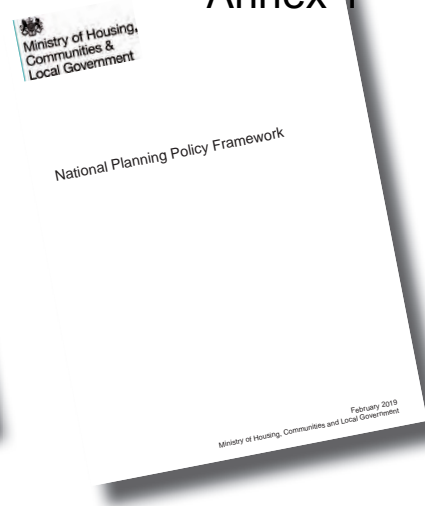 Annex 1
Ministry of Housing,
Communities &
Local Government
National Planning Policy Framework
February 2019
Ministry of Housing, Communities and Local Government